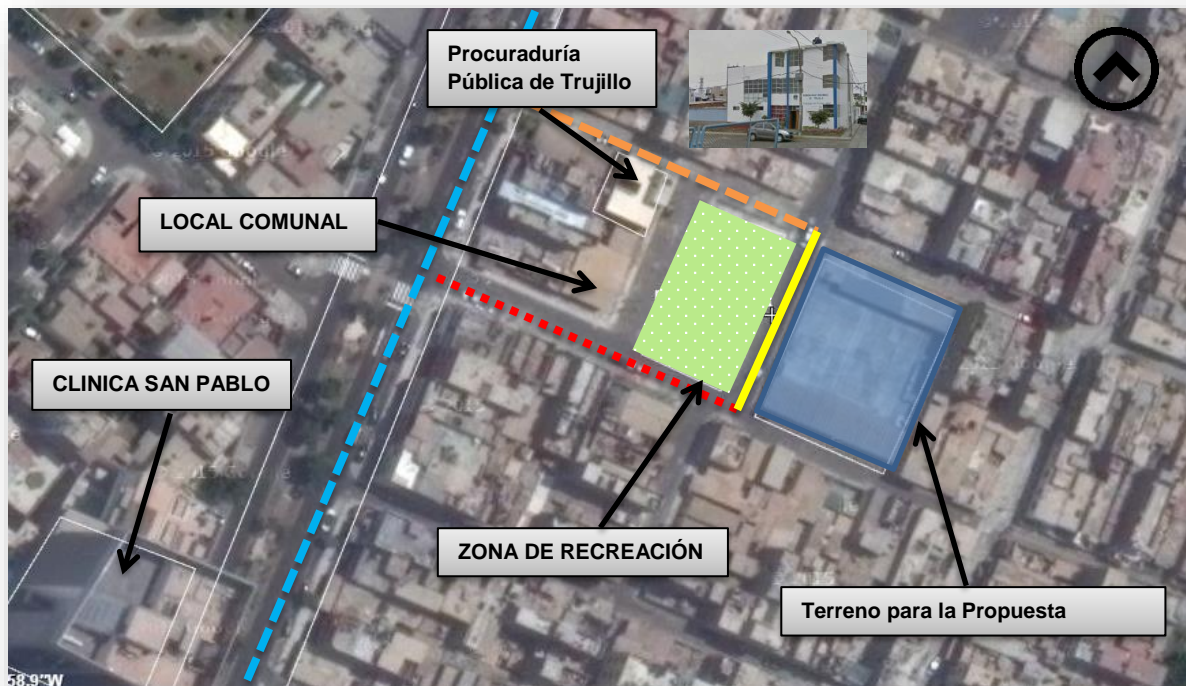 Procuraduría
Pública de Trujillo
LOCAL COMUNAL
CLINICA SAN PABLO
ZONA DE RECREACIÓN
Terreno para la Propuesta
58.9"W